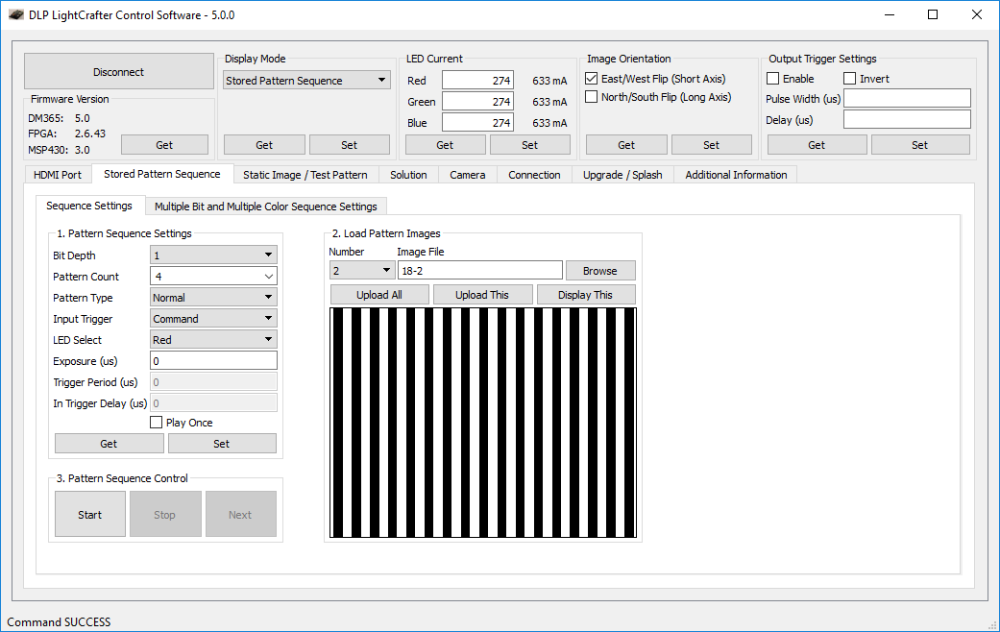 DLP LightCrafter Control Software - 5.0.0
Disconnect
Firmware Version
DM365: 5.0
FPGA: 2.6.43
MSP430: 3.0
Get
Display Mode
Stored Pattern Sequence
Get Set
LED Current
Red 274 633 mA
Green 274 633 mA
Blue 274 633 mA
Get Set
Image Orientation
East/West Flip (Short Axis)
North/South Flip (Long Axis)
Get Set
Output Trigger Settings
Enable Invert
Pulse Width (us)
Delay (us)
Get Set
HDMI Port Stored Pattern Sequence Static Image / Test Pattern Solution Camera Connection Upgrade / Splash Additional Information
Sequence Settings Multiple Bit and Multiple Color Sequence Settings
1. Pattern Sequence Settings
Bit Depth 1
Pattern Count 4
Pattern Type Normal
Input Trigger Command
LED Select Red
Exposure (us) 0
Trigger Period (us) 0
In Trigger Delay (us) 0
Play Once
Get Set
3. Pattern Sequence Control
Start Stop Next
2. Load Pattern Images
Number Image File
2 18-2 Browse
Upload All Upload This Display This
Command SUCCESS